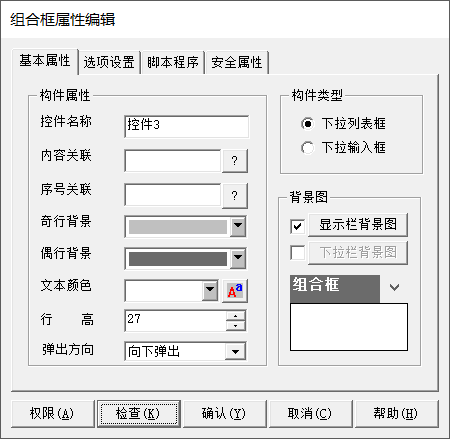 组合框属性编辑
基本属性 选项设置 脚本程序 安全属性
构件属性
控件名称 控件3
内容关联 ?
序号关联 ?
奇行背景
偶行背景
文本颜色 Aa
行 高 27
弹出方向 向下弹出
构件类型
下拉列表框
下拉输入框
背景图
显示栏背景图
下拉栏背景图
组合框
权限(A) 检查(K) 确认(Y) 取消(C) 帮助(H)